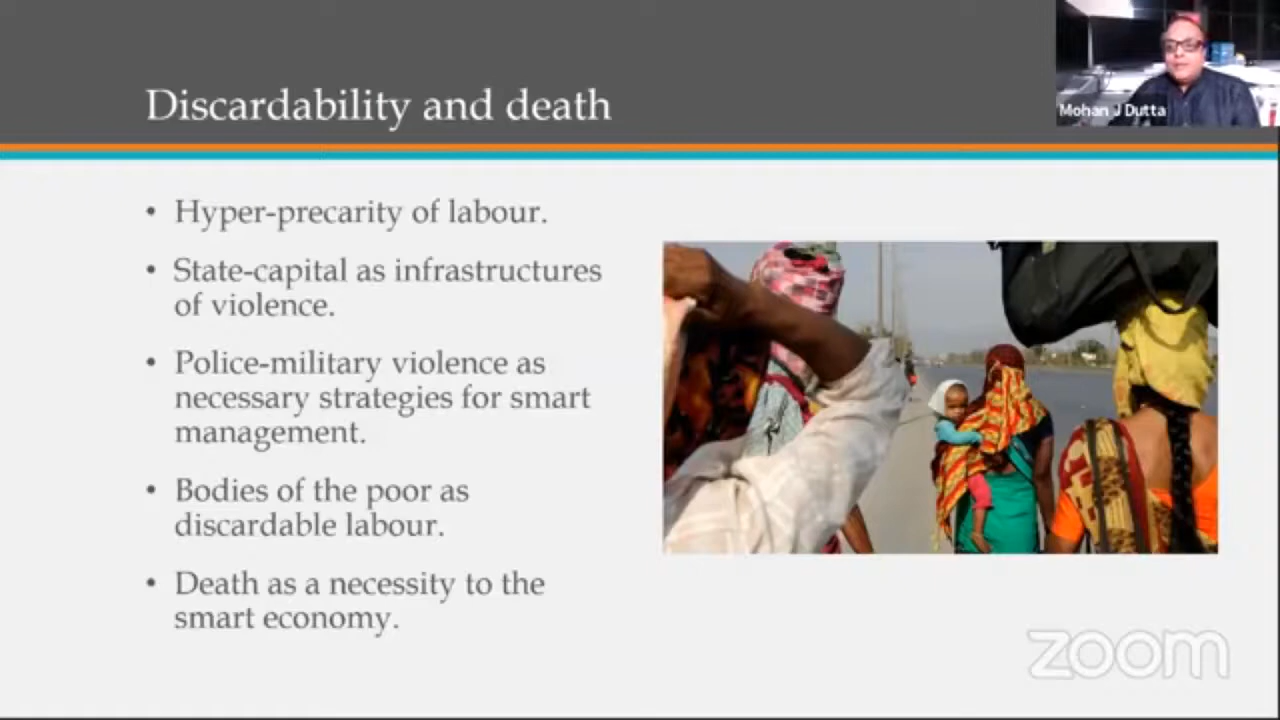 Discardability and death
Mohan J Dutta
• Hyper-precarity of labour.
• State-capital as infrastructures
of violence.
• Police-military violence as
necessary strategies for smart
management.
• Bodies of the poor as
discardable labour.
• Death as a necessity to the
smart economy.
zoom